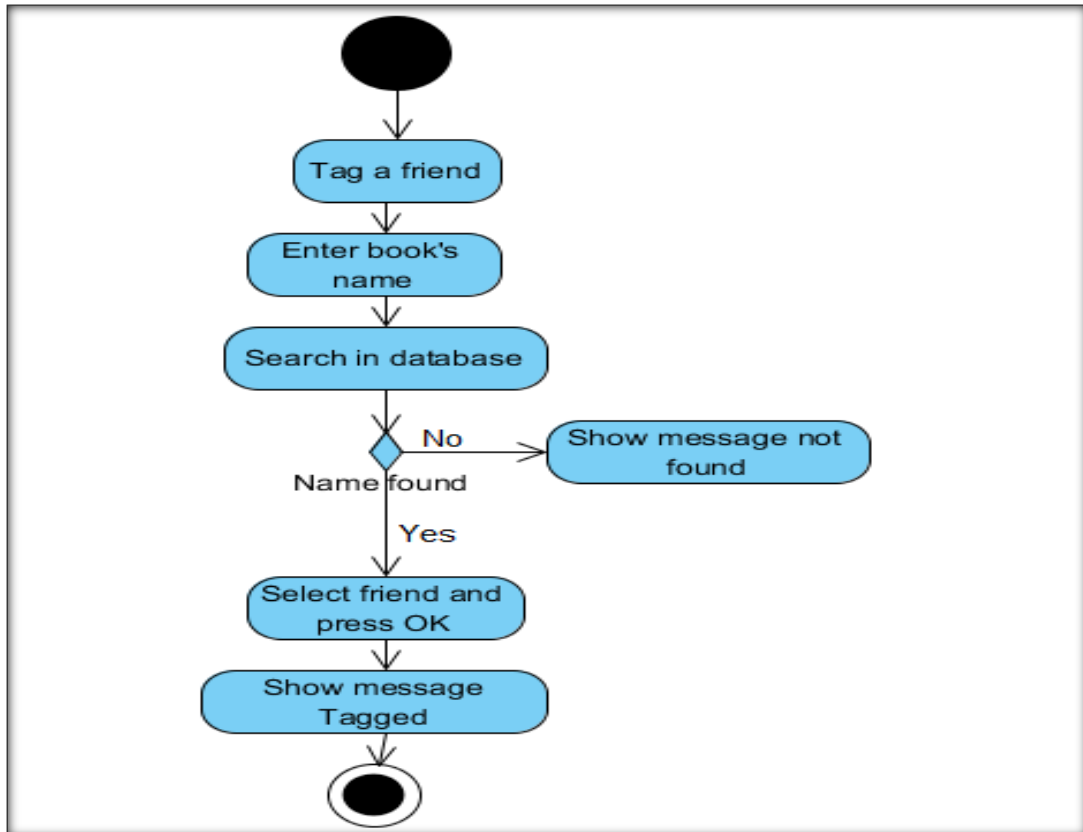 Tag a friend
Enter book's
name
Search in database
No
Show message not
found
Name found
Yes
Select friend and
press OK
Show message
Tagged